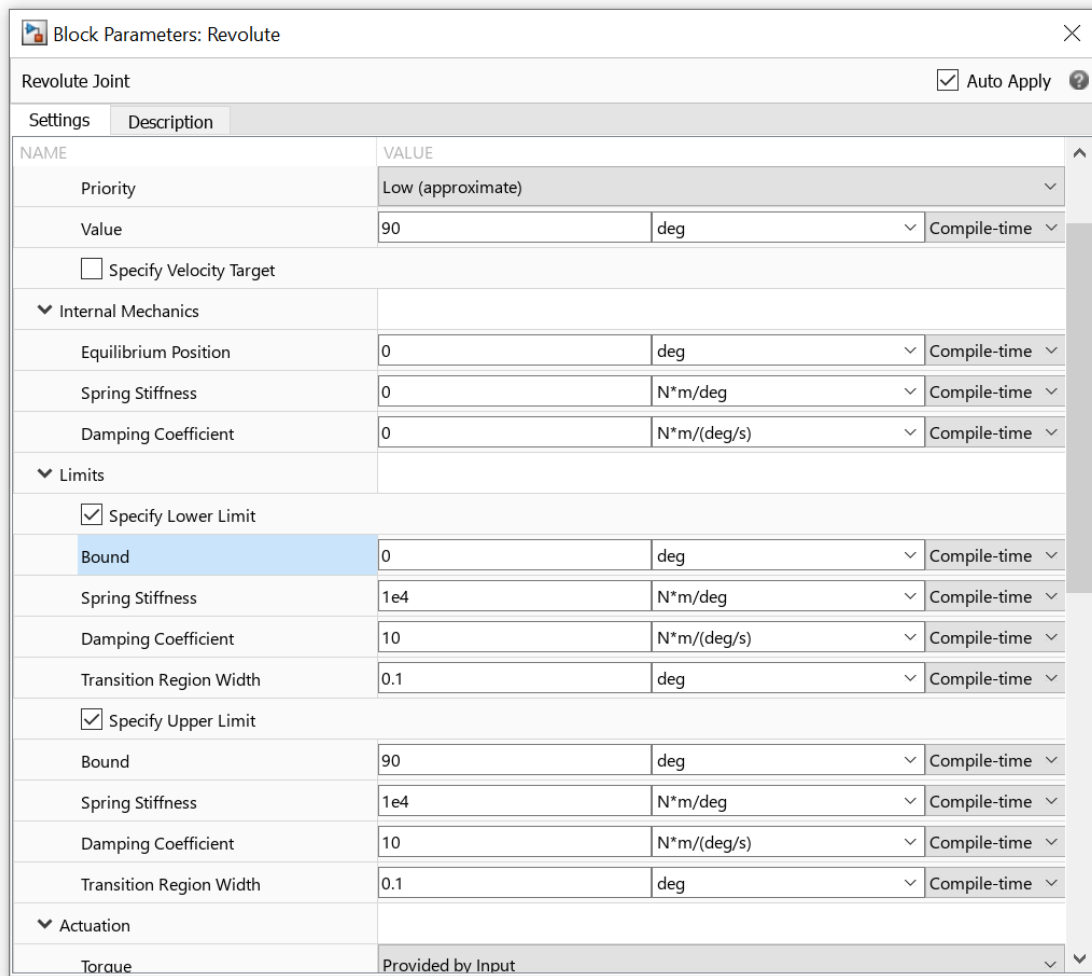 Block Parameters: Revolute
Revolute Joint Auto Apply ?
Settings Description
NAME VALUE
Priority Low (approximate)
Value 90 deg Compile-time
Specify Velocity Target
Internal Mechanics
Equilibrium Position 0 deg Compile-time
Spring Stiffness 0 N*m/deg Compile-time
Damping Coefficient 0 N*m/(deg/s) Compile-time
Limits
Specify Lower Limit
Bound 0 deg Compile-time
Spring Stiffness 1e4 N*m/deg Compile-time
Damping Coefficient 10 N*m/(deg/s) Compile-time
Transition Region Width 0.1 deg Compile-time
Specify Upper Limit
Bound 90 deg Compile-time
Spring Stiffness 1e4 N*m/deg Compile-time
Damping Coefficient 10 N*m/(deg/s) Compile-time
Transition Region Width 0.1 deg Compile-time
Actuation
Torque Provided by Input